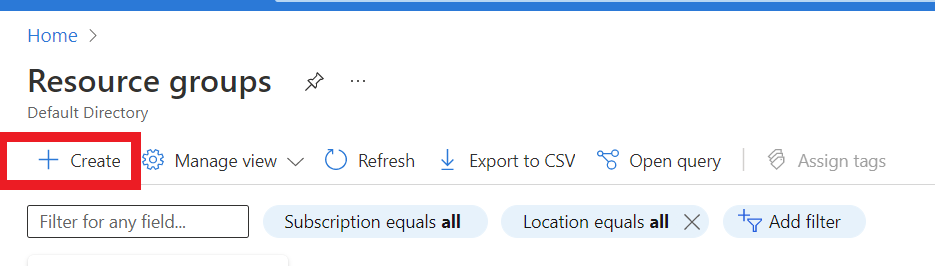 Home >
Resource groups ...
Default Directory
+ Create Manage view Refresh Export to CSV Open query Assign tags
Filter for any field... Subscription equals all Location equals all Add filter